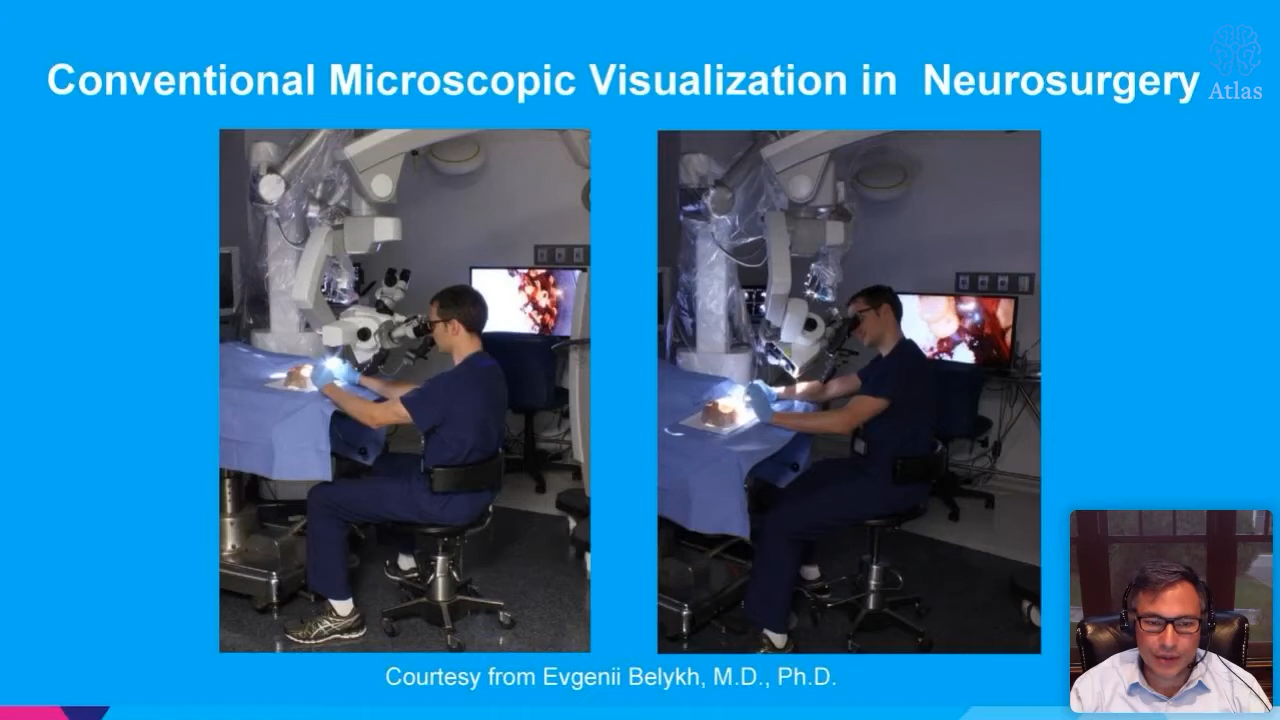 Conventional Microscopic Visualization in  Neurosurgery
Atlas
Courtesy from Evgenii Belykh, M.D., Ph.D.